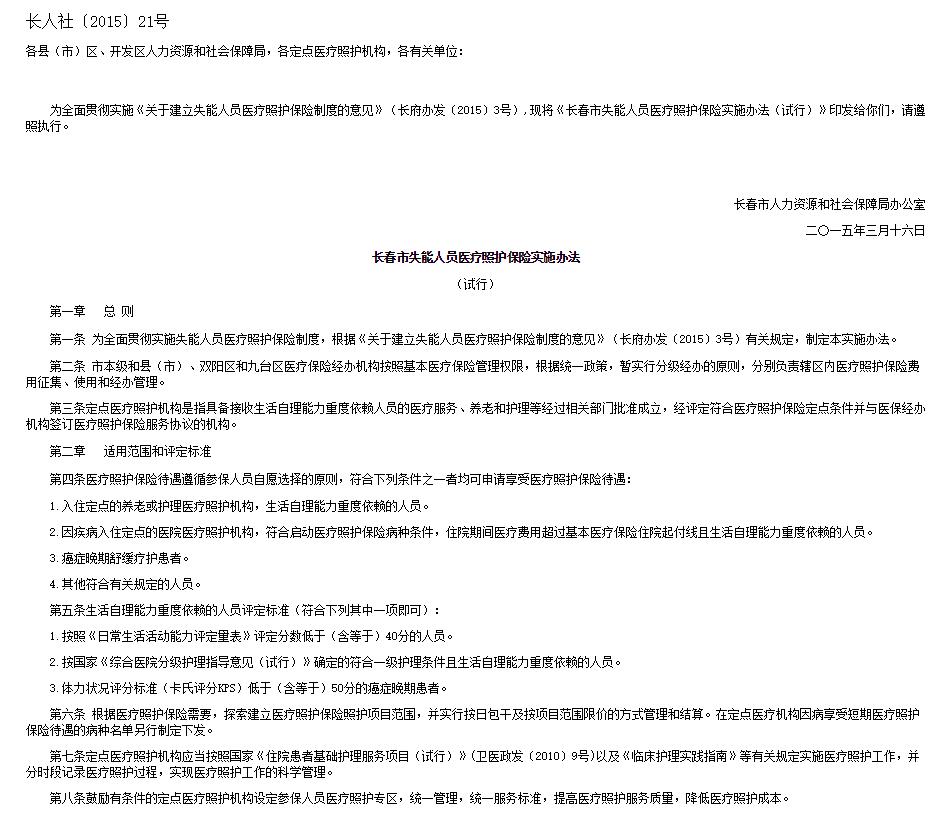 长人社〔2015〕21号
各县（市）区、开发区人力资源和社会保障局，各定点医疗照护机构，各有关单位：
为全面贯彻实施《关于建立失能人员医疗照护保险制度的意见》（长府办发〔2015〕3号）,现将《长春市失能人员医疗照护保险实施办法（试行）》印发给你们，请遵
照执行。
长春市人力资源和社会保障局办公室
二〇一五年三月十六日
长春市失能人员医疗照护保险实施办法
（试行）
第一章 总 则
第一条 为全面贯彻实施失能人员医疗照护保险制度，根据《关于建立失能人员医疗照护保险制度的意见》（长府办发〔2015〕3号）有关规定，制定本实施办法。
第二条 市本级和县（市）、双阳区和九台区医疗保险经办机构按照基本医疗保险管理权限，根据统一政策，暂实行分级经办的原则，分别负责辖区内医疗照护保险费
用征集、使用和经办管理。
第三条定点医疗照护机构是指具备接收生活自理能力重度依赖人员的医疗服务、养老和护理等经过相关部门批准成立，经评定符合医疗照护保险定点条件并与医保经办
机构签订医疗照护保险服务协议的机构。
第二章 适用范围和评定标准
第四条医疗照护保险待遇遵循参保人员自愿选择的原则，符合下列条件之一者均可申请享受医疗照护保险待遇：
1.入住定点的养老或护理医疗照护机构，生活自理能力重度依赖的人员。
2.因疾病入住定点的医院医疗照护机构，符合启动医疗照护保险病种条件，住院期间医疗费用超过基本医疗保险住院起付线且生活自理能力重度依赖的人员。
3.癌症晚期舒缓疗护患者。
4.其他符合有关规定的人员。
第五条生活自理能力重度依赖的人员评定标准（符合下列其中一项即可）：
1.按照《日常生活活动能力评定量表》评定分数低于（含等于）40分的人员。
2.按国家《综合医院分级护理指导意见（试行）》确定的符合一级护理条件且生活自理能力重度依赖的人员。
3.体力状况评分标准（卡氏评分KPS）低于（含等于）50分的癌症晚期患者。
第六条 根据医疗照护保险需要，探索建立医疗照护保险照护项目范围，并实行按日包干及按项目范围限价的方式管理和结算。在定点医疗机构因病享受短期医疗照护
保险待遇的病种名单另行制定下发。
第七条定点医疗照护机构应当按照国家《住院患者基础护理服务项目（试行）》(卫医政发〔2010〕9号)以及《临床护理实践指南》等有关规定实施医疗照护工作，并
分时段记录医疗照护过程，实现医疗照护工作的科学管理。
第八条鼓励有条件的定点医疗照护机构设定参保人员医疗照护专区，统一管理，统一服务标准，提高医疗照护服务质量，降低医疗照护成本。